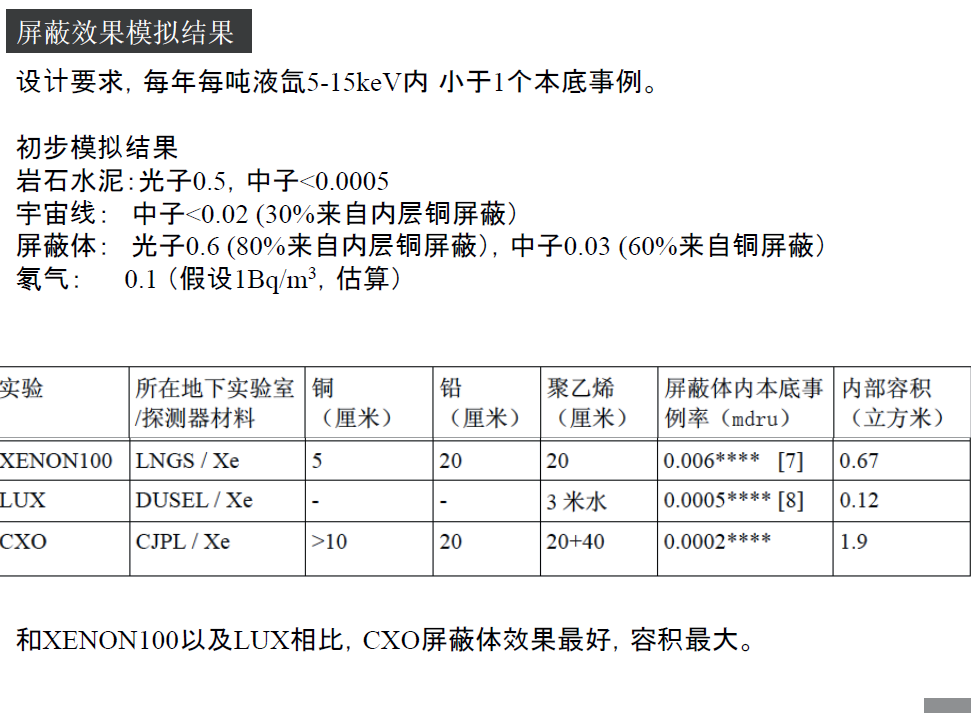 屏蔽效果模拟结果
设计要求, 每年每吨液氙5-15keV内 小于1个本底事例。
初步模拟结果
岩石水泥:光子0.5, 中子<0.0005
宇宙线： 中子<0.02 (30%来自内层铜屏蔽)
屏蔽体： 光子0.6 (80%来自内层铜屏蔽), 中子0.03 (60%来自铜屏蔽)
氡气： 0.1 (假设1Bq/m³, 估算)
实验 所在地下实验室 铜 铅 聚乙烯 屏蔽体内本底事 内部容积
/探测器材料 （厘米） （厘米） （厘米） 例率（mdru） （立方米）
XENON100 LNGS / Xe 5 20 20 0.006**** [7] 0.67
LUX DUSEL / Xe - - 3 米水 0.0005**** [8] 0.12
CXO CJPL / Xe >10 20 20+40 0.0002**** 1.9
和XENON100以及LUX相比, CXO屏蔽体效果最好, 容积最大。